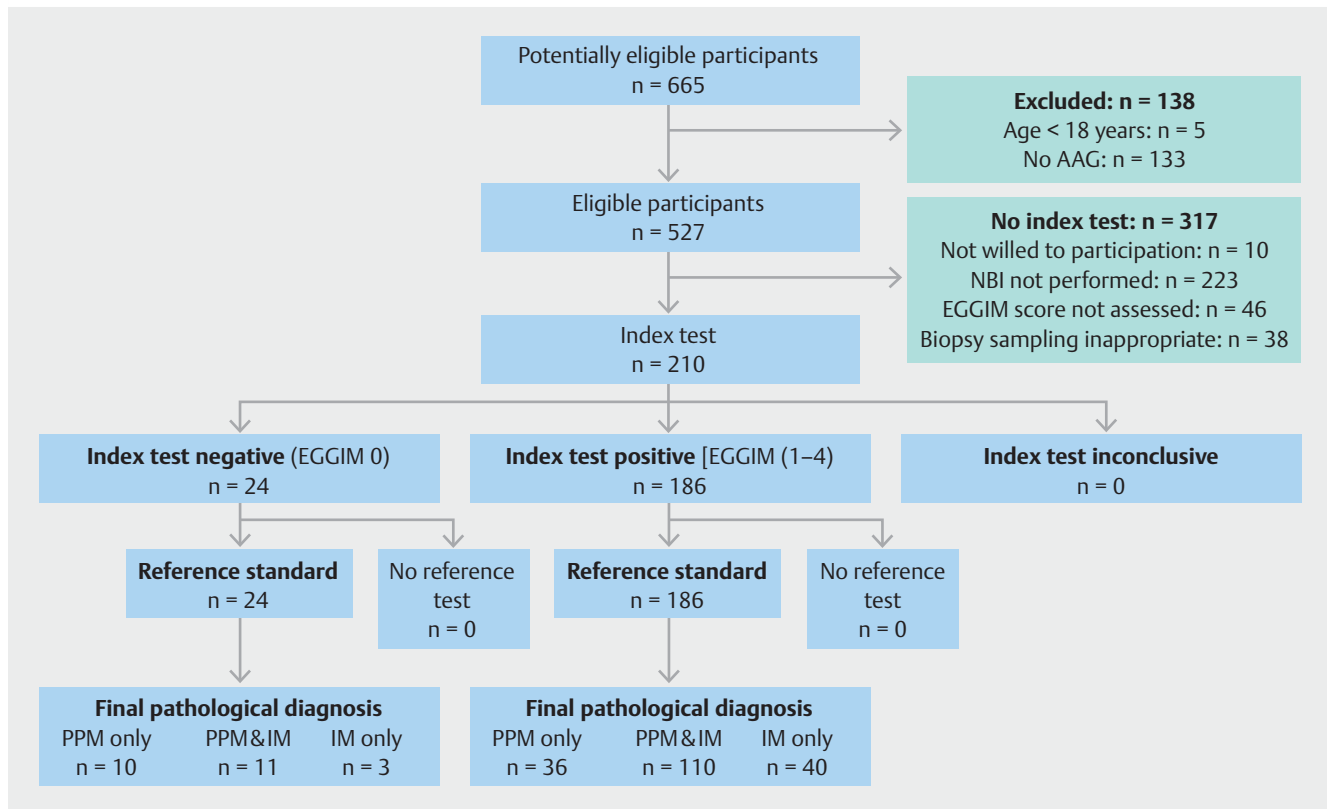 Potentially eligible participants
n = 665
Excluded: n = 138
Age < 18 years: n = 5
No AAG: n = 133
Eligible participants
n = 527
No index test: n = 317
Not willed to participation: n = 10
NBI not performed: n = 223
EGGIM score not assessed: n = 46
Biopsy sampling inappropriate: n = 38
Index test
n = 210
Index test negative (EGGIM 0)
n = 24
Index test positive [EGGIM (1–4)
n = 186
Index test inconclusive
n = 0
Reference standard
n = 24
No reference
test
n = 0
Reference standard
n = 186
No reference
test
n = 0
Final pathological diagnosis
PPM only PPM&IM IM only
n = 10 n = 11 n = 3
Final pathological diagnosis
PPM only PPM&IM IM only
n = 36 n = 110 n = 40